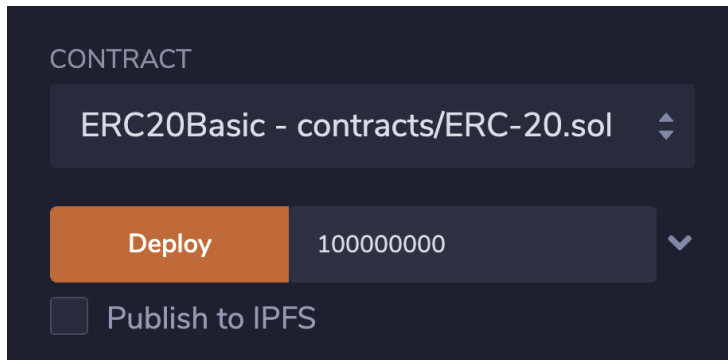 CONTRACT
ERC20Basic - contracts/ERC-20.sol
Deploy 100000000
Publish to IPFS